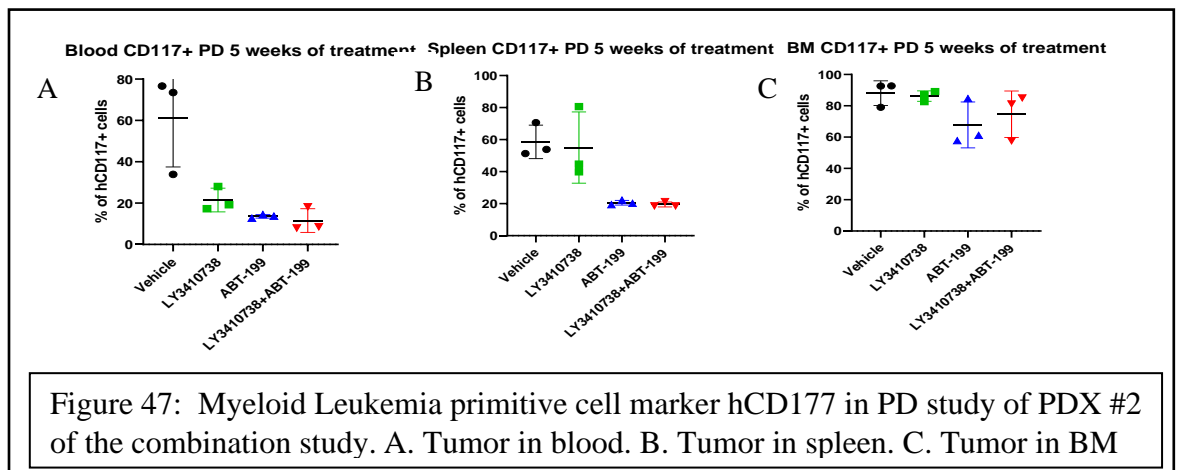 Blood CD117+ PD 5 weeks of treatment
A
% of hCD117+ cells
80
60
40
20
0
Vehicle
LY3410738
ABT-199
LY3410738+ABT-199
Spleen CD117+ PD 5 weeks of treatment
B
% of hCD117+ cells
100
80
60
40
20
0
Vehicle
LY3410738
ABT-199
LY3410738+ABT-199
BM CD117+ PD 5 weeks of treatment
C
% of hCD117+ cells
100
80
60
40
20
0
Vehicle
LY3410738
ABT-199
LY3410738+ABT-199
Figure 47: Myeloid Leukemia primitive cell marker hCD177 in PD study of PDX #2
of the combination study. A. Tumor in blood. B. Tumor in spleen. C. Tumor in BM